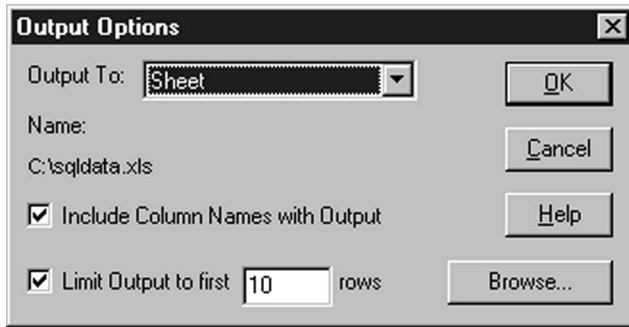 Output Options
Output To: Sheet
OK
Name:
C:\sqldata.xls
Cancel
Include Column Names with Output
Help
Limit Output to first 10 rows
Browse...